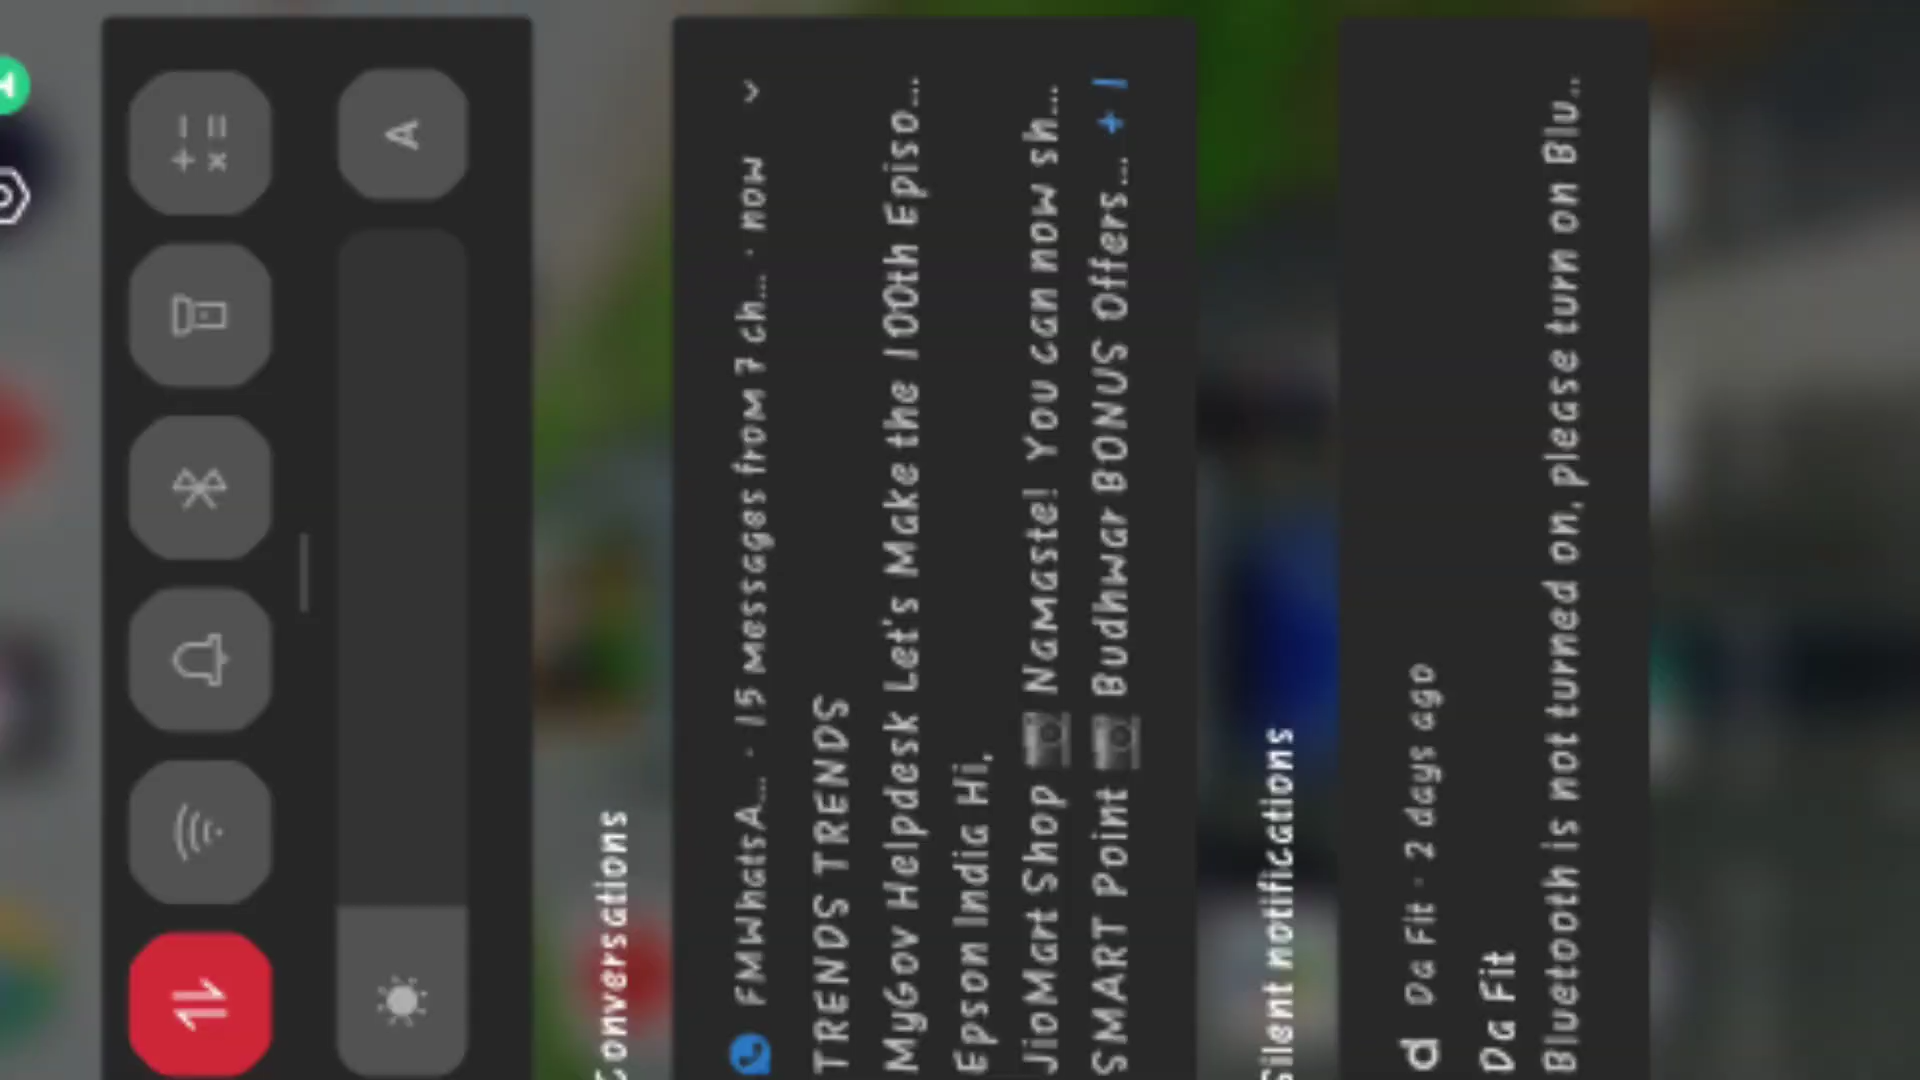 A
Conversations
FMWhatsA... · 15 messages from 7 ch... · now
TRENDS TRENDS
MyGov Helpdesk Let's Make the 100th Episo...
Epson India Hi,
JioMart Shop 📷 Namaste! You can now sh...
SMART Point 📷 Budhwar BONUS Offers... +1
Silent notifications
Da Fit · 2 days ago
Da Fit
Bluetooth is not turned on, please turn on Blu...